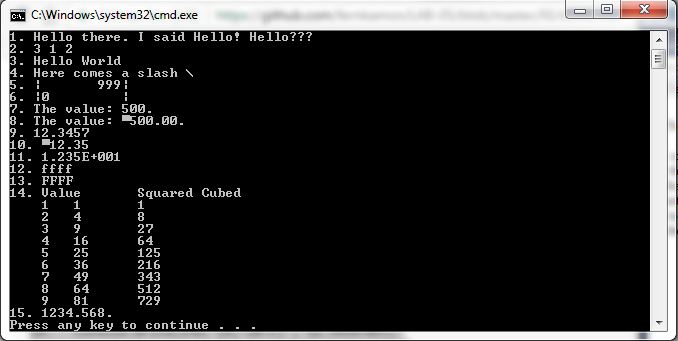 C:\Windows\system32\cmd.exe
1. Hello there. I said Hello! Hello???
2. 3 1 2
3. Hello World
4. Here comes a slash \
5. ¦       999¦
6. ¦0         ¦
7. The value: 500.
8. The value: ▀500.00.
9. 12.3457
10. ▀12.35
11. 1.235E+001
12. ffff
13. FFFF
14. Value       Squared Cubed
    1   1       1
    2   4       8
    3   9       27
    4   16      64
    5   25      125
    6   36      216
    7   49      343
    8   64      512
    9   81      729
15. 1234.568.
Press any key to continue . . .